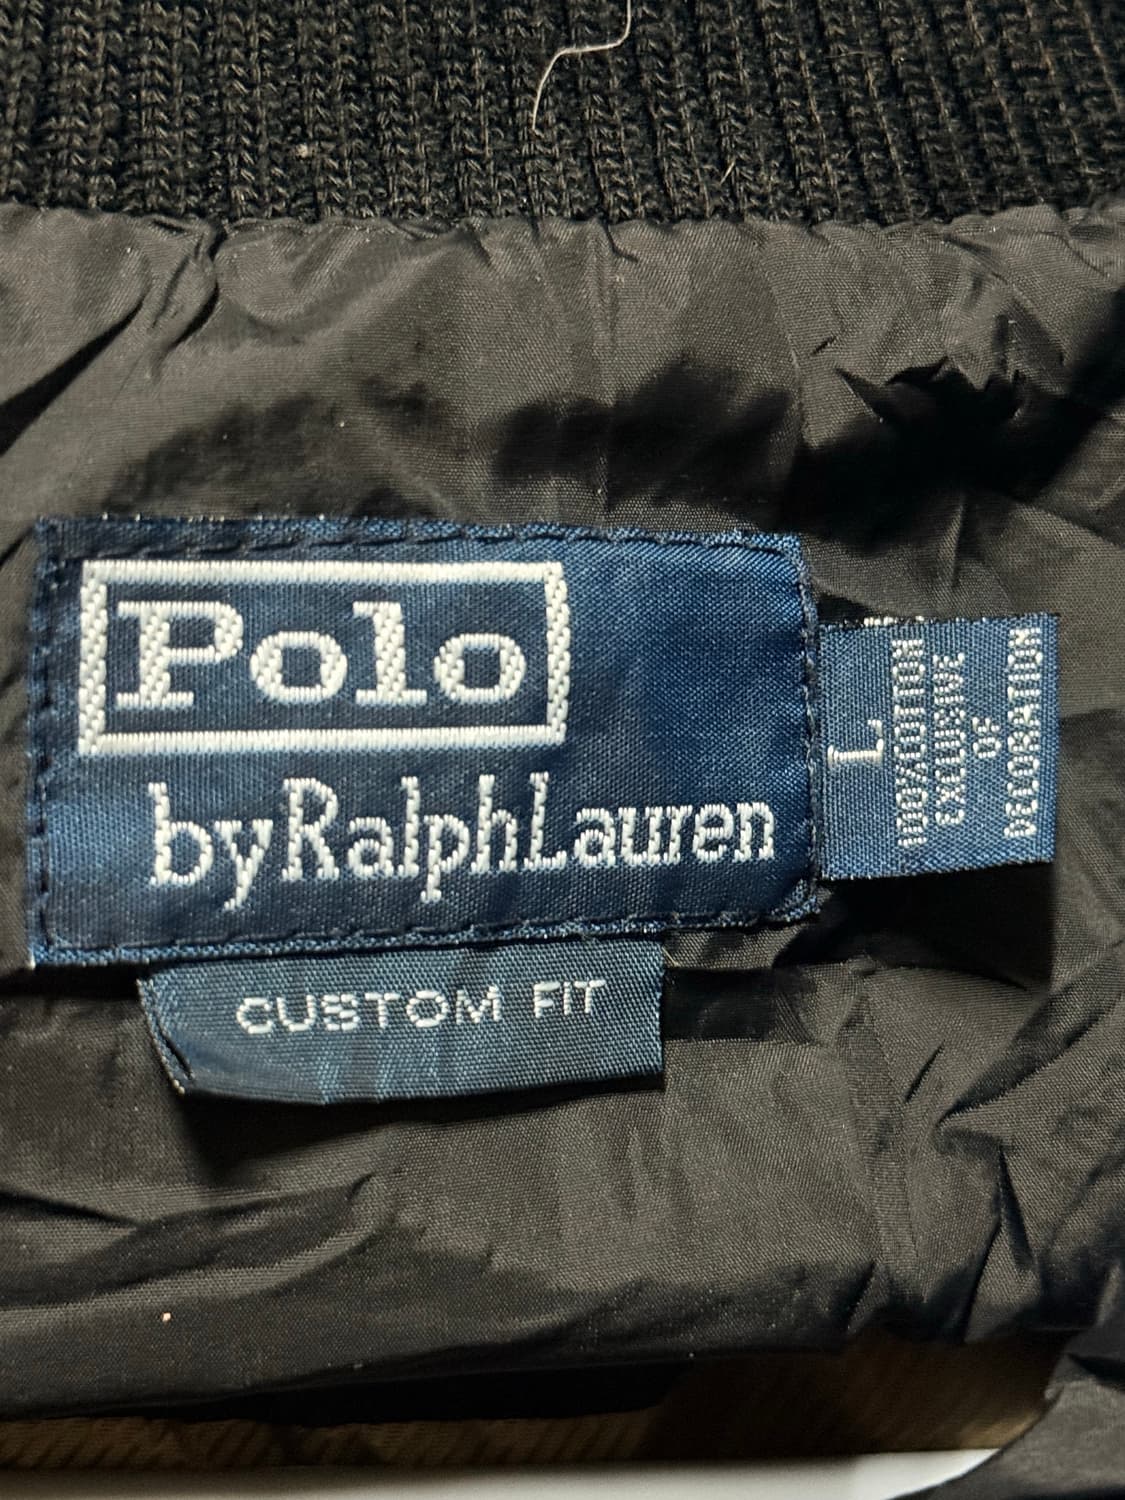 Polo
by Ralph Lauren
CUSTOM FIT
L
100% COTTON
EXCLUSIVE
OF
DECORATION